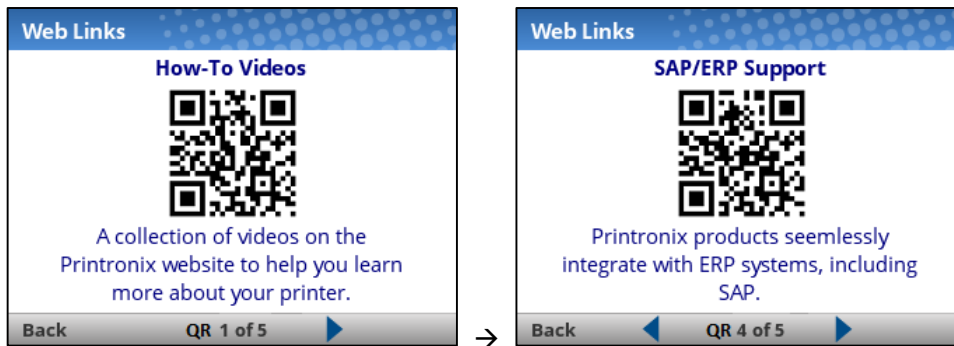 Web Links
How-To Videos
A collection of videos on the
Printronix website to help you learn
more about your printer.
Back QR 1 of 5
→
Web Links
SAP/ERP Support
Printronix products seemlessly
integrate with ERP systems, including
SAP.
Back QR 4 of 5